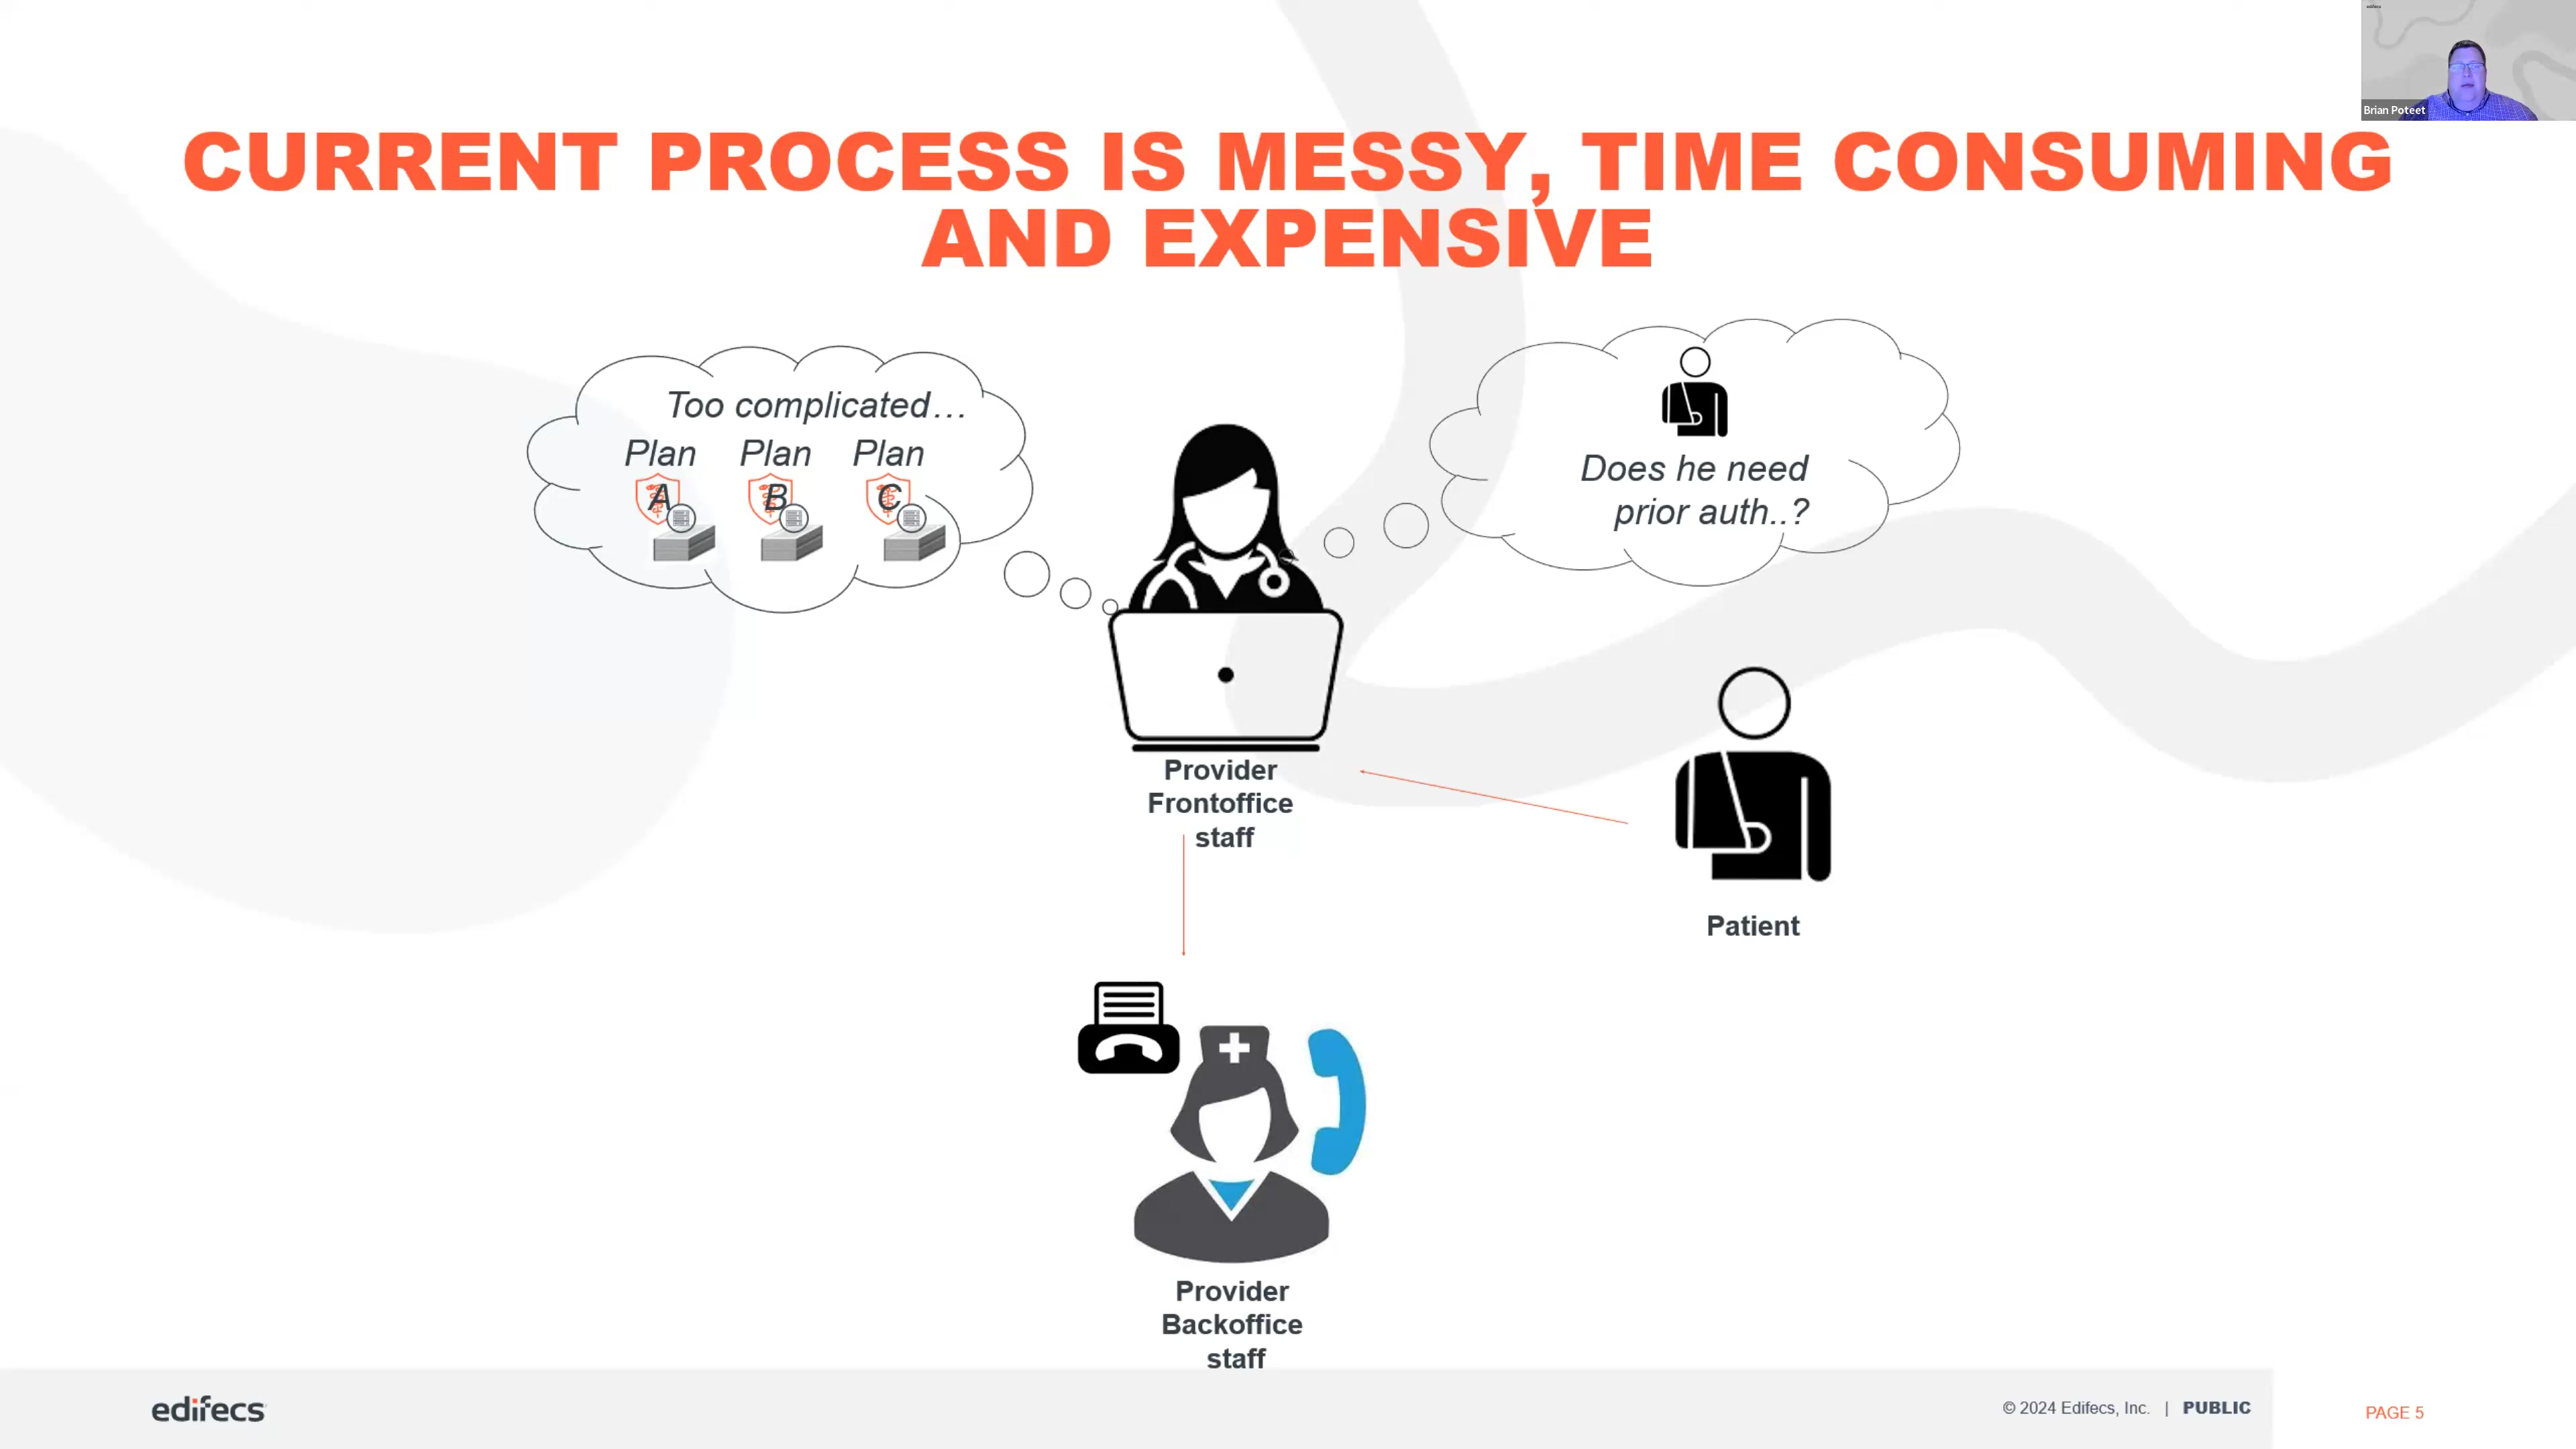 edifecs
Brian Poteet
CURRENT PROCESS IS MESSY, TIME CONSUMING
AND EXPENSIVE
Too complicated…
Plan Plan Plan
A B C
Does he need
prior auth..?
Provider
Frontoffice
staff
Patient
Provider
Backoffice
staff
edifecs
© 2024 Edifecs, Inc. | PUBLIC
PAGE 5